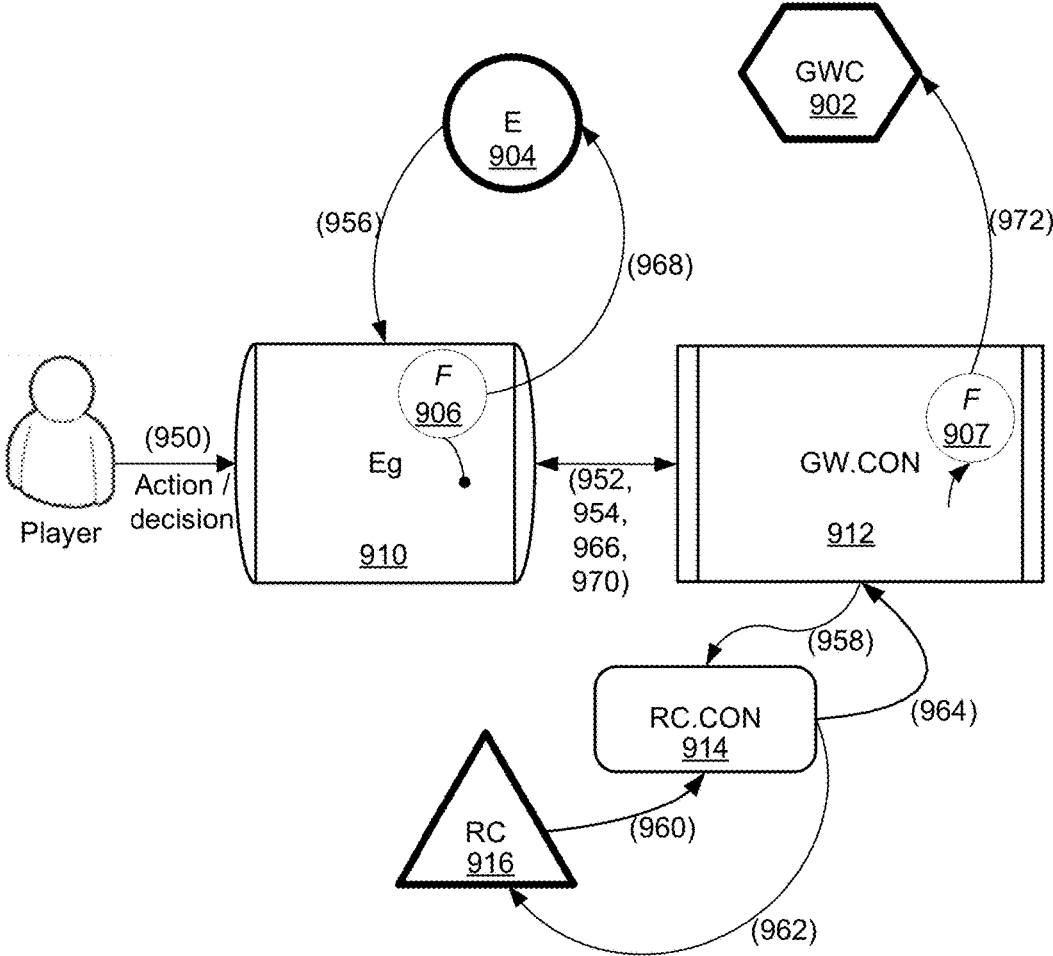 E
904
GWC
902
(956)
(968)
(972)
F
906
F
907
(950)
Action /
decision
Player
Eg
910
(952,
954,
966,
970)
GW.CON
912
(958)
RC.CON
914
(964)
RC
916
(960)
(962)